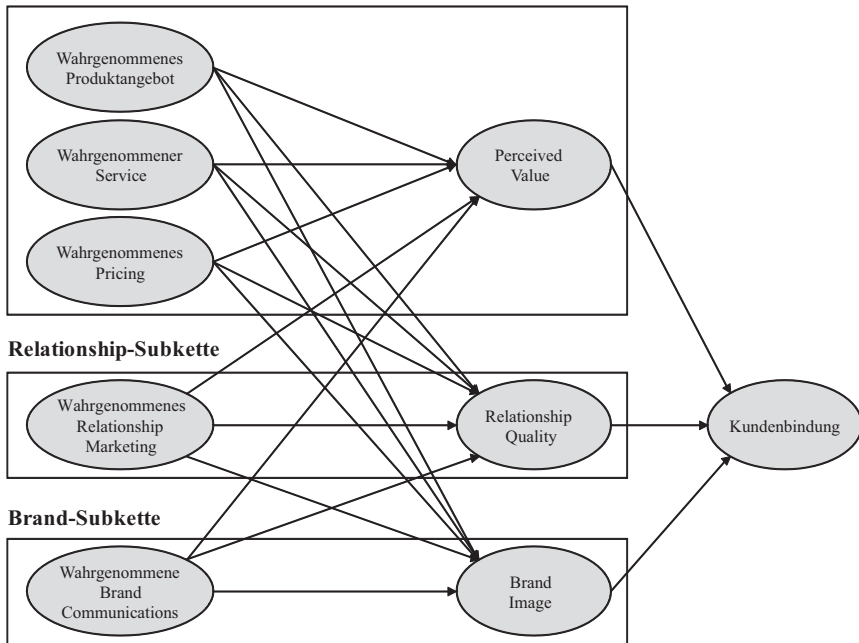 Wahrgenommenes
Produktangebot
Wahrgenommener
Service
Perceived
Value
Wahrgenommenes
Pricing
Relationship-Subkette
Wahrgenommenes
Relationship
Marketing
Relationship
Quality
Kundenbindung
Brand-Subkette
Wahrgenommene
Brand
Communications
Brand
Image